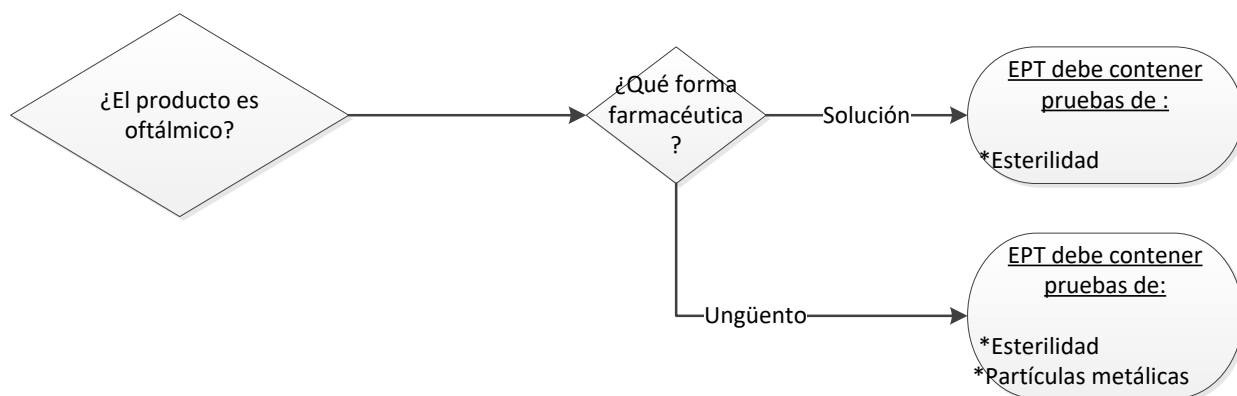 ¿El producto es
oftálmico?
¿Qué forma
farmacéutica
?
Solución
EPT debe contener
pruebas de :
*Esterilidad
Ungüento
EPT debe contener
pruebas de:
*Esterilidad
*Partículas metálicas